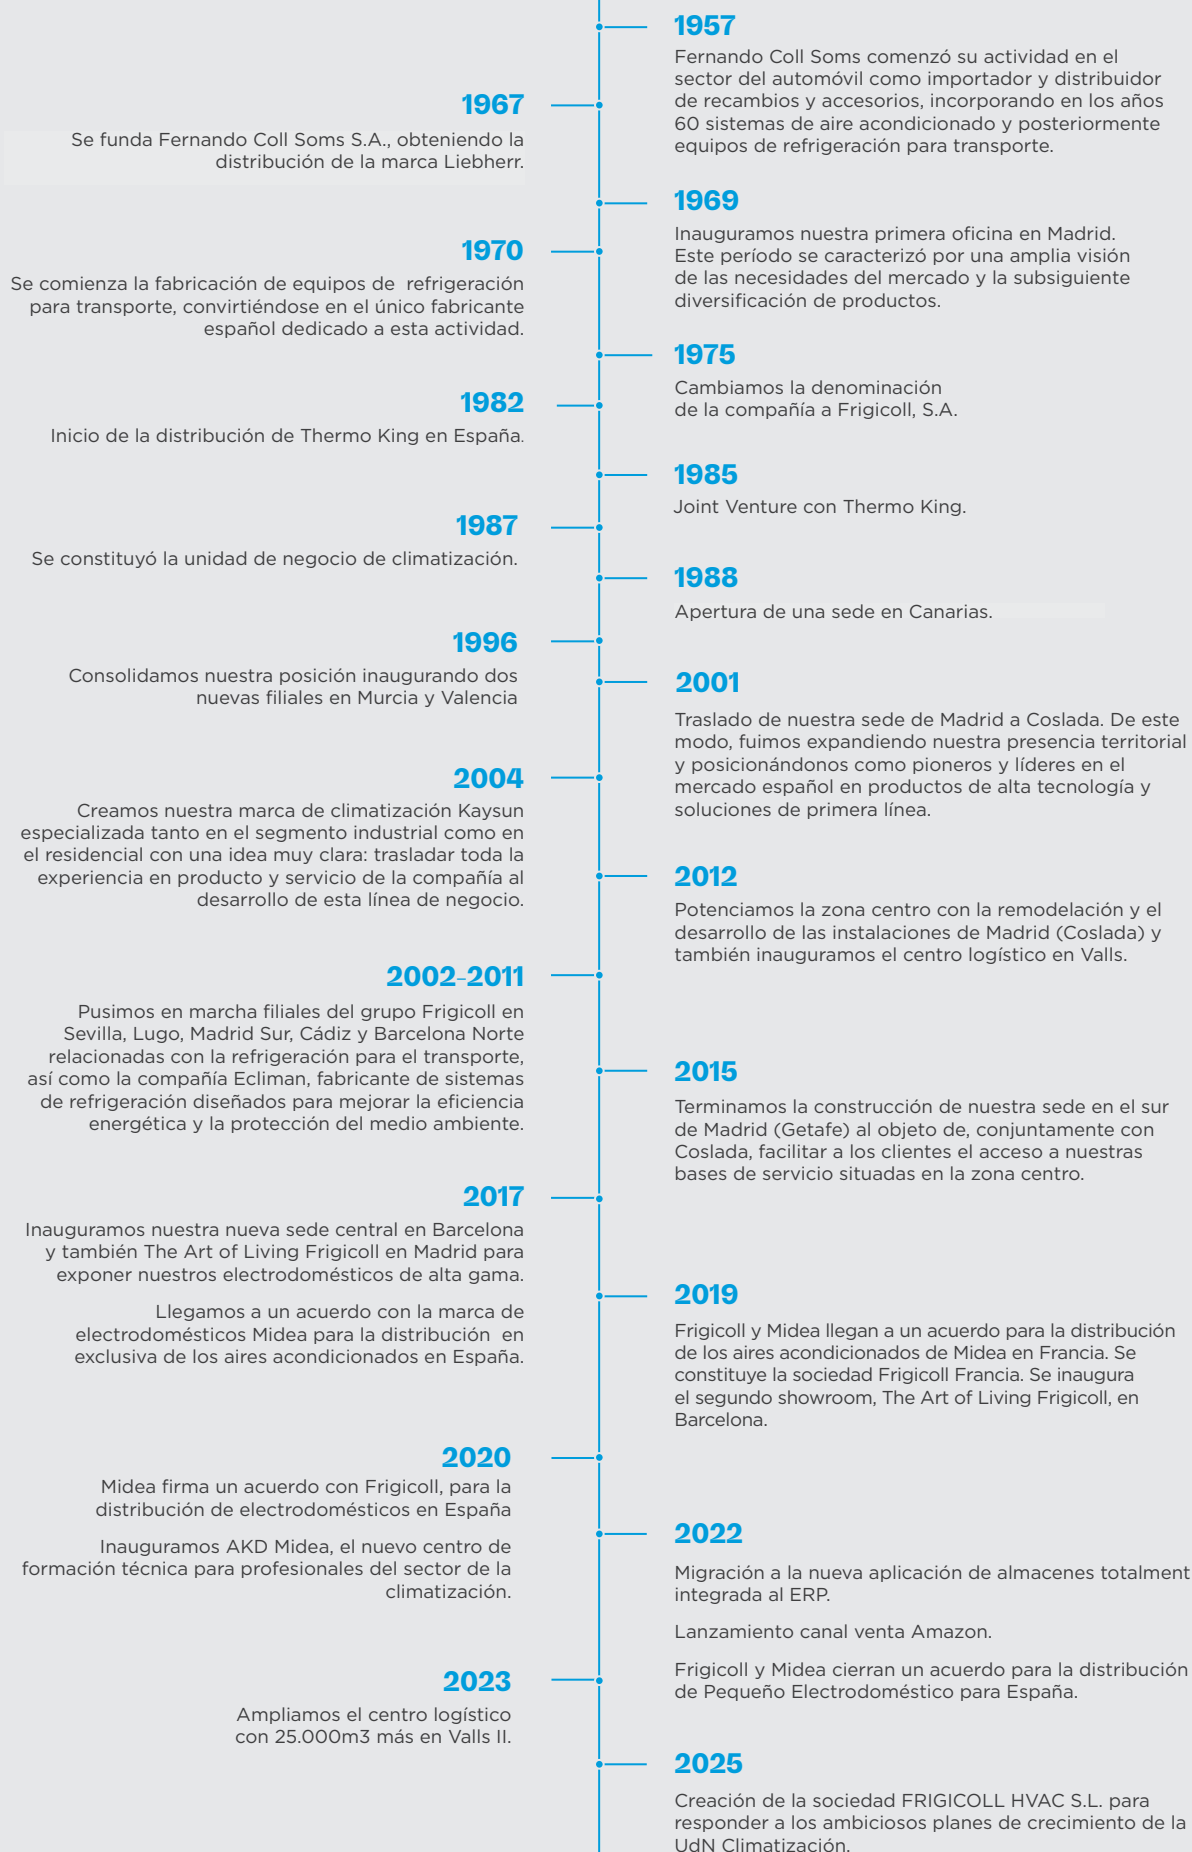 1957
Fernando Coll Soms comenzó su actividad en el
sector del automóvil como importador y distribuidor
de recambios y accesorios, incorporando en los años
60 sistemas de aire acondicionado y posteriormente
equipos de refrigeración para transporte.
1967
Se funda Fernando Coll Soms S.A., obteniendo la
distribución de la marca Liebherr.
1969
Inauguramos nuestra primera oficina en Madrid.
Este período se caracterizó por una amplia visión
de las necesidades del mercado y la subsiguiente
diversificación de productos.
1970
Se comienza la fabricación de equipos de refrigeración
para transporte, convirtiéndose en el único fabricante
español dedicado a esta actividad.
1975
Cambiamos la denominación
de la compañía a Frigicoll, S.A.
1982
Inicio de la distribución de Thermo King en España.
1985
Joint Venture con Thermo King.
1987
Se constituyó la unidad de negocio de climatización.
1988
Apertura de una sede en Canarias.
1996
Consolidamos nuestra posición inaugurando dos
nuevas filiales en Murcia y Valencia
2001
Traslado de nuestra sede de Madrid a Coslada. De este
modo, fuimos expandiendo nuestra presencia territorial
y posicionándonos como pioneros y líderes en el
mercado español en productos de alta tecnología y
soluciones de primera línea.
2004
Creamos nuestra marca de climatización Kaysun
especializada tanto en el segmento industrial como en
el residencial con una idea muy clara: trasladar toda la
experiencia en producto y servicio de la compañía al
desarrollo de esta línea de negocio.
2012
Potenciamos la zona centro con la remodelación y el
desarrollo de las instalaciones de Madrid (Coslada) y
también inauguramos el centro logístico en Valls.
2002-2011
Pusimos en marcha filiales del grupo Frigicoll en
Sevilla, Lugo, Madrid Sur, Cádiz y Barcelona Norte
relacionadas con la refrigeración para el transporte,
así como la compañía Ecliman, fabricante de sistemas
de refrigeración diseñados para mejorar la eficiencia
energética y la protección del medio ambiente.
2015
Terminamos la construcción de nuestra sede en el sur
de Madrid (Getafe) al objeto de, conjuntamente con
Coslada, facilitar a los clientes el acceso a nuestras
bases de servicio situadas en la zona centro.
2017
Inauguramos nuestra nueva sede central en Barcelona
y también The Art of Living Frigicoll en Madrid para
exponer nuestros electrodomésticos de alta gama.
Llegamos a un acuerdo con la marca de
electrodomésticos Midea para la distribución en
exclusiva de los aires acondicionados en España.
2019
Frigicoll y Midea llegan a un acuerdo para la distribución
de los aires acondicionados de Midea en Francia. Se
constituye la sociedad Frigicoll Francia. Se inaugura
el segundo showroom, The Art of Living Frigicoll, en
Barcelona.
2020
Midea firma un acuerdo con Frigicoll, para la
distribución de electrodomésticos en España
Inauguramos AKD Midea, el nuevo centro de
formación técnica para profesionales del sector de la
climatización.
2022
Migración a la nueva aplicación de almacenes totalment
integrada al ERP.
Lanzamiento canal venta Amazon.
Frigicoll y Midea cierran un acuerdo para la distribución
de Pequeño Electrodoméstico para España.
2023
Ampliamos el centro logístico
con 25.000m3 más en Valls II.
2025
Creación de la sociedad FRIGICOLL HVAC S.L. para
responder a los ambiciosos planes de crecimiento de la
UdN Climatización.